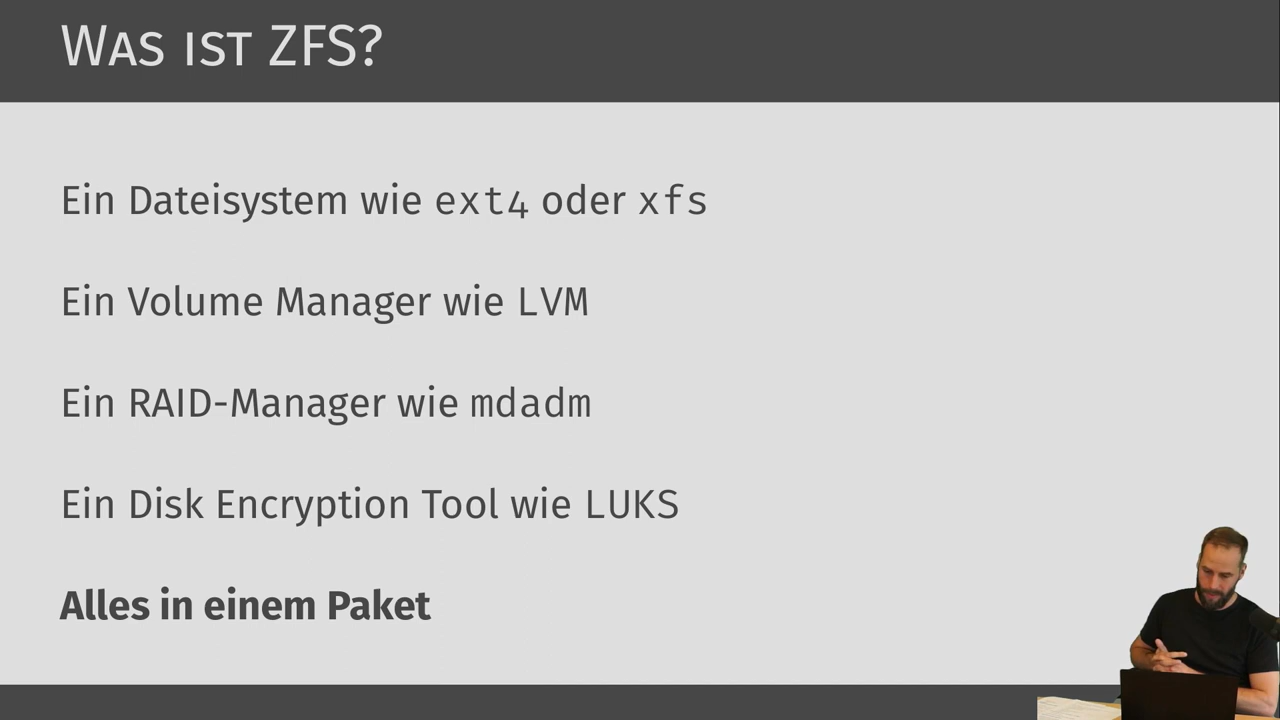 Was ist ZFS?
Ein Dateisystem wie ext4 oder xfs
Ein Volume Manager wie LVM
Ein RAID-Manager wie mdadm
Ein Disk Encryption Tool wie LUKS
Alles in einem Paket